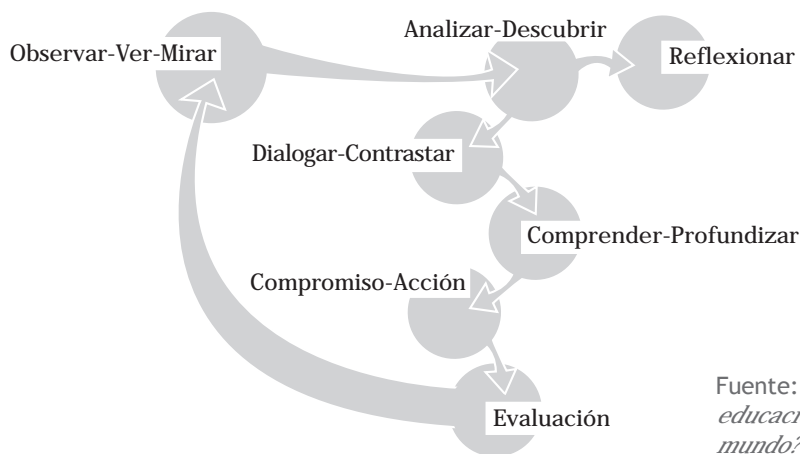 Analizar-Descubrir
Observar-Ver-Mirar
Reflexionar
Dialogar-Contrastar
Comprender-Profundizar
Compromiso-Acción
Evaluación
Fuente:
mundo?